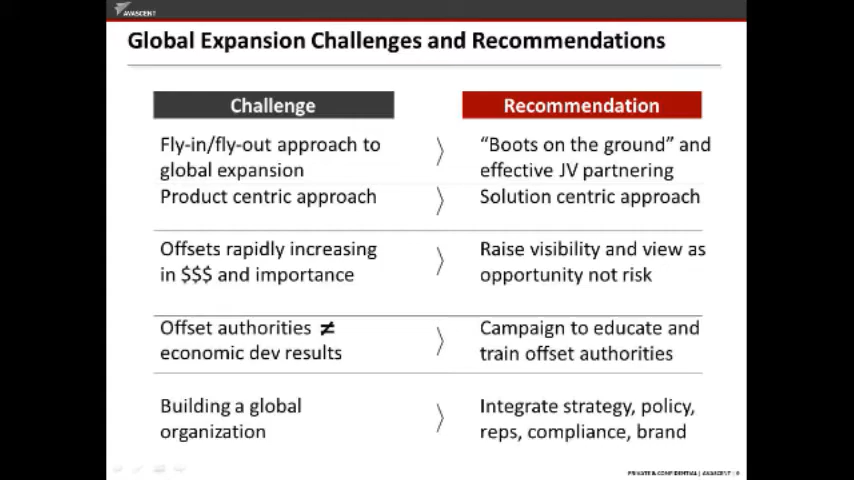 AVASCENT
Global Expansion Challenges and Recommendations
Challenge
Recommendation
Fly-in/fly-out approach to
global expansion
“Boots on the ground” and
effective JV partnering
Product centric approach
Solution centric approach
Offsets rapidly increasing
in $$$ and importance
Raise visibility and view as
opportunity not risk
Offset authorities ≠
economic dev results
Campaign to educate and
train offset authorities
Building a global
organization
Integrate strategy, policy,
reps, compliance, brand
PRIVATE & CONFIDENTIAL | AVASCENT |